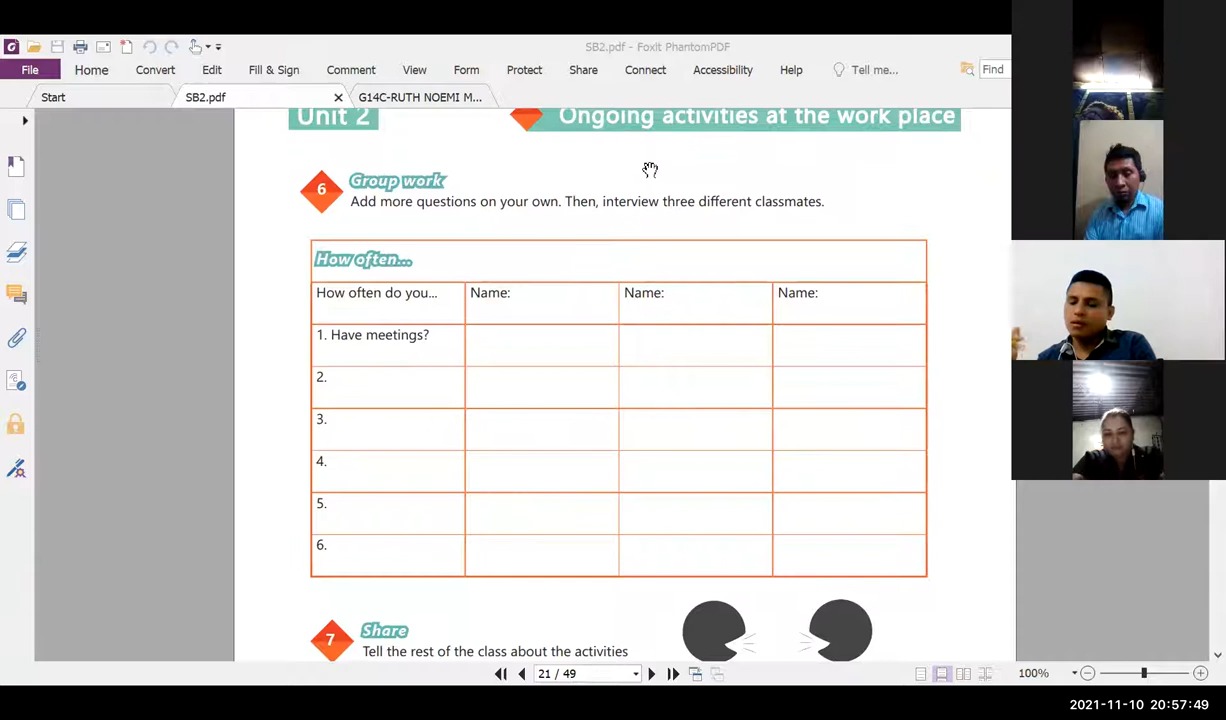 SB2.pdf - Foxit PhantomPDF
File Home Convert Edit Fill & Sign Comment View Form Protect Share Connect Accessibility Help Tell me... Find
Start SB2.pdf G14C-RUTH NOEMI M...
Unit 2 Ongoing activities at the work place
6 Group work
Add more questions on your own. Then, interview three different classmates.
How often...
How often do you... Name: Name: Name:
1. Have meetings?
2.
3.
4.
5.
6.
7 Share
Tell the rest of the class about the activities
21 / 49 100%
2021-11-10 20:57:49